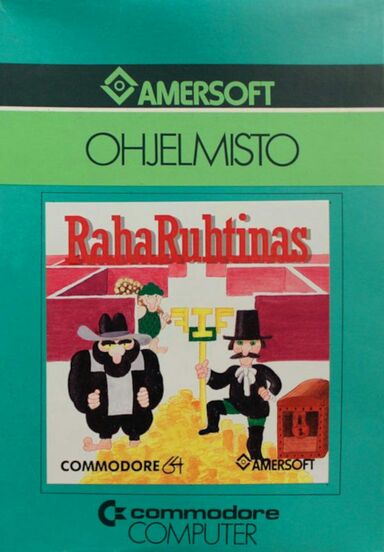 AMERSOFT
OHJELMISTO
RahaRuhtinas
COMMODORE 64
AMERSOFT
commodore
COMPUTER